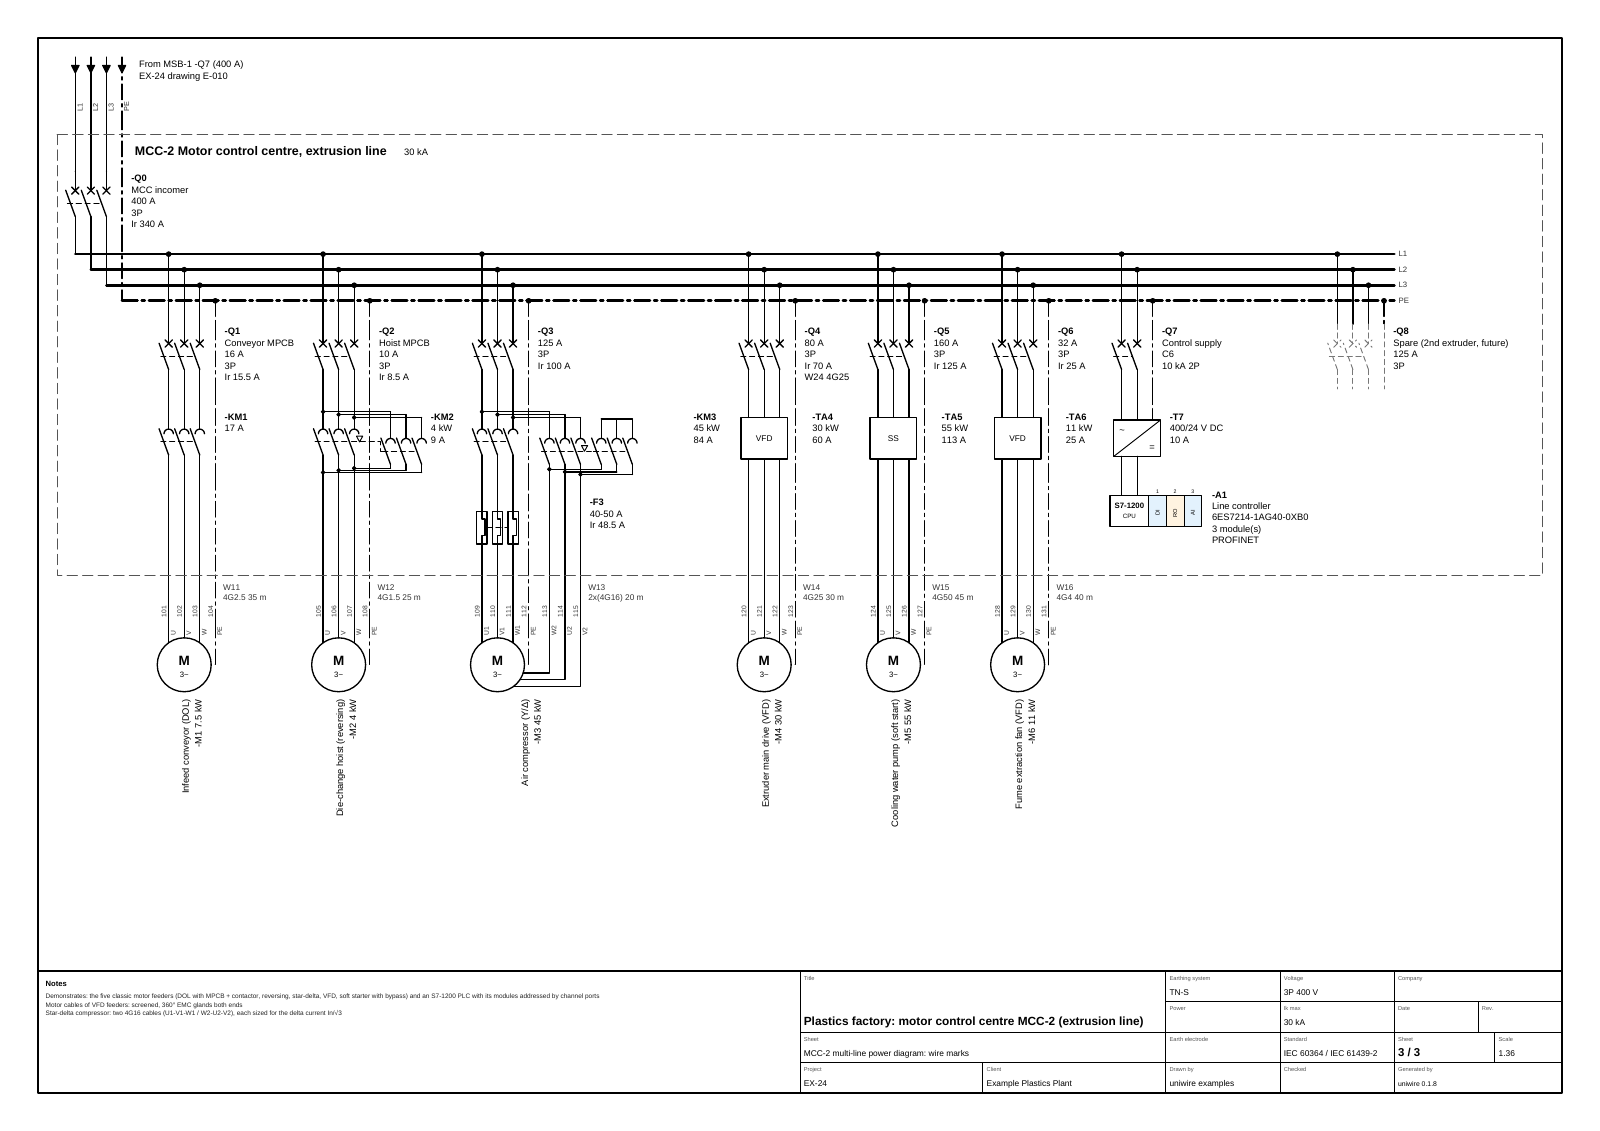 From MSB-1 -Q7 (400 A)
EX-24 drawing E-010
L1
L2
L3
PE
MCC-2 Motor control centre, extrusion line 30 kA
-Q0
MCC incomer
400 A
3P
Ir 340 A
L1
L2
L3
PE
-Q1
Conveyor MPCB
16 A
3P
Ir 15.5 A
-Q2
Hoist MPCB
10 A
3P
Ir 8.5 A
-Q3
125 A
3P
Ir 100 A
-Q4
80 A
3P
Ir 70 A
W24 4G25
-Q5
160 A
3P
Ir 125 A
-Q6
32 A
3P
Ir 25 A
-Q7
Control supply
C6
10 kA 2P
-Q8
Spare (2nd extruder, future)
125 A
3P
-KM1
17 A
-KM2
4 kW
9 A
-KM3
45 kW
84 A
VFD
-TA4
30 kW
60 A
SS
-TA5
55 kW
113 A
VFD
-TA6
11 kW
25 A
~
=
-T7
400/24 V DC
10 A
-F3
40-50 A
Ir 48.5 A
S7-1200
CPU
1
2
3
DI
RO
AI
-A1
Line controller
6ES7214-1AG40-0XB0
3 module(s)
PROFINET
W11
4G2.5 35 m
W12
4G1.5 25 m
W13
2x(4G16) 20 m
W14
4G25 30 m
W15
4G50 45 m
W16
4G4 40 m
101
102
103
104
105
106
107
108
109
110
111
112
113
114
115
120
121
122
123
124
125
126
127
128
129
130
131
U
V
W
PE
U
V
W
PE
U1
V1
W1
PE
W2
U2
V2
U
V
W
PE
U
V
W
PE
U
V
W
PE
M
3~
M
3~
M
3~
M
3~
M
3~
M
3~
Infeed conveyor (DOL)
-M1 7.5 kW
Die-change hoist (reversing)
-M2 4 kW
Air compressor (Y/Δ)
-M3 45 kW
Extruder main drive (VFD)
-M4 30 kW
Cooling water pump (soft start)
-M5 55 kW
Fume extraction fan (VFD)
-M6 11 kW
Notes
Demonstrates: the five classic motor feeders (DOL with MPCB + contactor, reversing, star-delta, VFD, soft starter with bypass) and an S7-1200 PLC with its modules addressed by channel ports
Motor cables of VFD feeders: screened, 360° EMC glands both ends
Star-delta compressor: two 4G16 cables (U1-V1-W1 / W2-U2-V2), each sized for the delta current In/√3
Title
Plastics factory: motor control centre MCC-2 (extrusion line)
Sheet
MCC-2 multi-line power diagram: wire marks
Project
EX-24
Client
Example Plastics Plant
Earthing system
TN-S
Voltage
3P 400 V
Company
Power
Ik max
30 kA
Date
Rev.
Earth electrode
Standard
IEC 60364 / IEC 61439-2
Sheet
3 / 3
Scale
1.36
Drawn by
uniwire examples
Checked
Generated by
uniwire 0.1.8